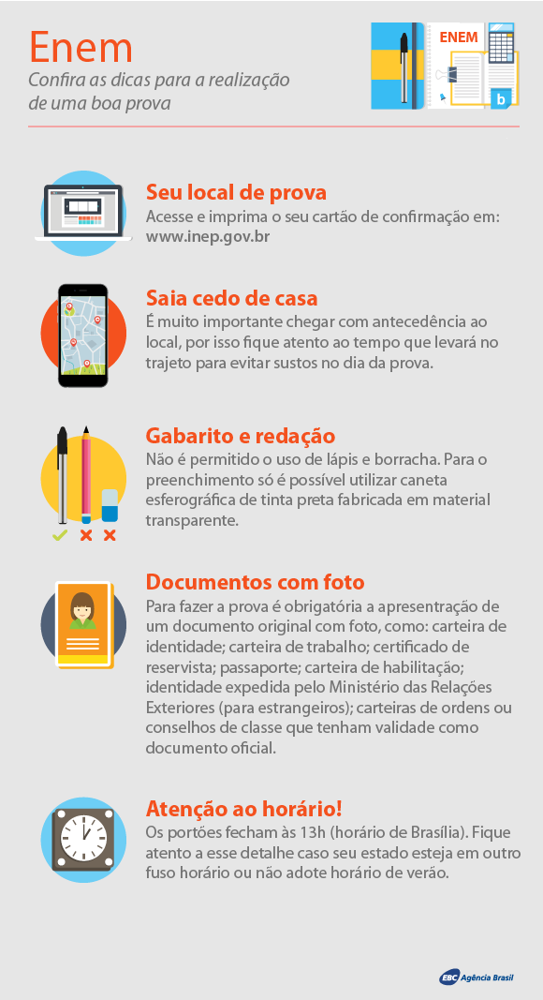 Enem
Confira as dicas para a realização
de uma boa prova
ENEM
b
Seu local de prova
Acesse e imprima o seu cartão de confirmação em:
www.inep.gov.br
Saia cedo de casa
É muito importante chegar com antecedência ao
local, por isso fique atento ao tempo que levará no
trajeto para evitar sustos no dia da prova.
Gabarito e redação
Não é permitido o uso de lápis e borracha. Para o
preenchimento só é possível utilizar caneta
esferográfica de tinta preta fabricada em material
transparente.
Documentos com foto
Para fazer a prova é obrigatória a apresentração de
um documento original com foto, como: carteira de
identidade; carteira de trabalho; certificado de
reservista; passaporte; carteira de habilitação;
identidade expedida pelo Ministério das Relações
Exteriores (para estrangeiros); carteiras de ordens ou
conselhos de classe que tenham validade como
documento oficial.
Atenção ao horário!
Os portões fecham às 13h (horário de Brasília). Fique
atento a esse detalhe caso seu estado esteja em outro
fuso horário ou não adote horário de verão.
EBC Agência Brasil